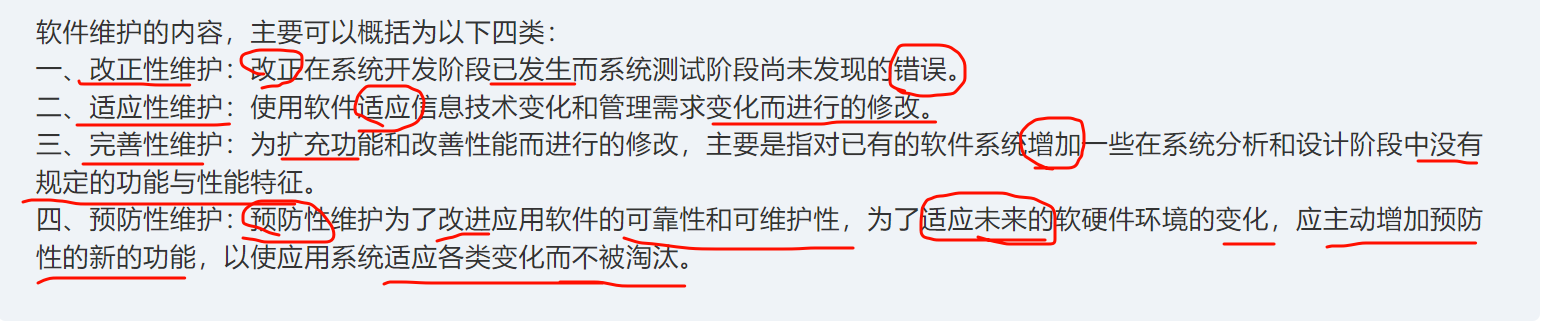 软件维护的内容，主要可以概括为以下四类：
一、改正性维护：改正在系统开发阶段已发生而系统测试阶段尚未发现的错误。
二、适应性维护：使用软件适应信息技术变化和管理需求变化而进行的修改。
三、完善性维护：为扩充功能和改善性能而进行的修改，主要是指对已有的软件系统增加一些在系统分析和设计阶段中没有
规定的功能与性能特征。
四、预防性维护：预防性维护为了改进应用软件的可靠性和可维护性，为了适应未来的软硬件环境的变化，应主动增加预防
性的新的功能，以使应用系统适应各类变化而不被淘汰。